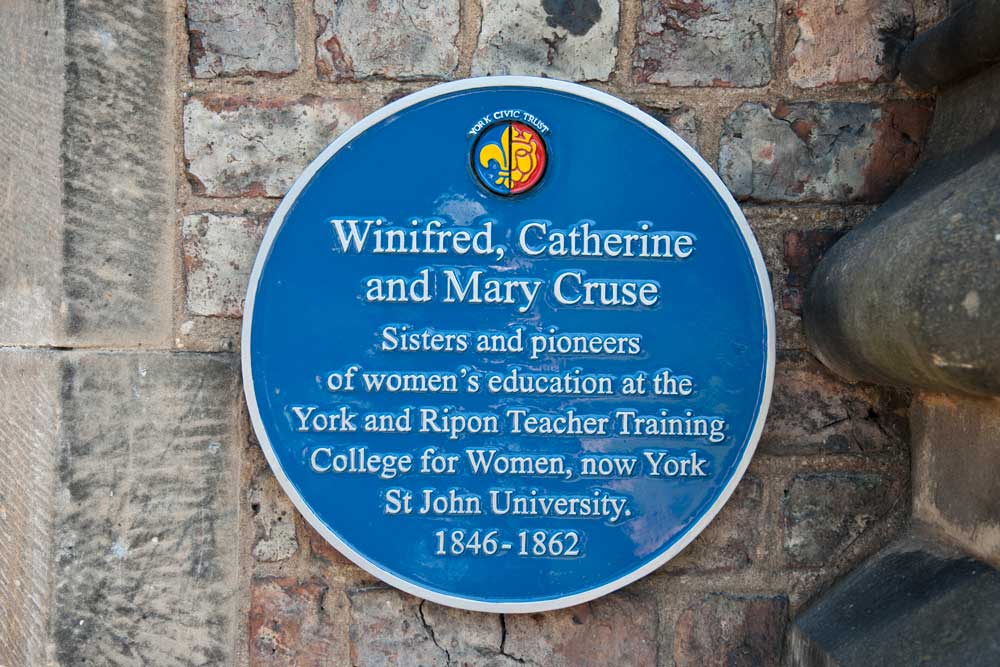 YORK CIVIC TRUST
Winifred, Catherine
and Mary Cruse
Sisters and pioneers
of women's education at the
York and Ripon Teacher Training
College for Women, now York
St John University.
1846-1862